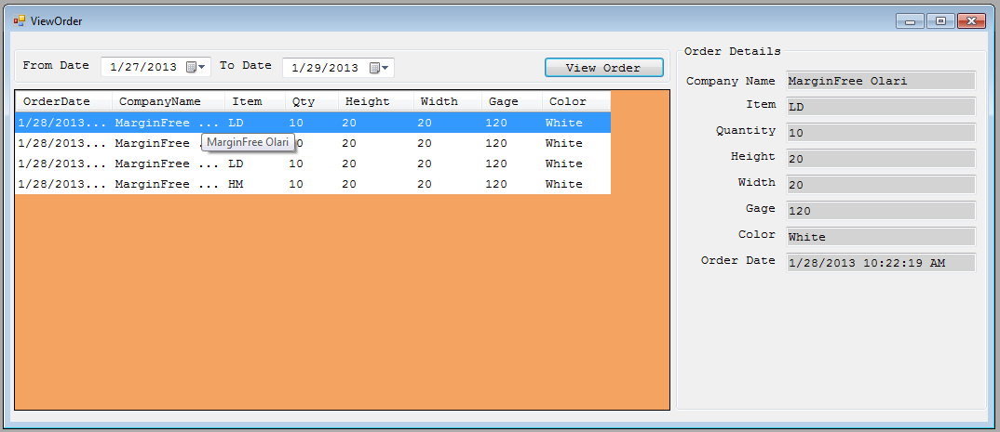 ViewOrder
From Date 1/27/2013 To Date 1/29/2013 View Order
OrderDate CompanyName Item Qty Height Width Gage Color
1/28/2013... MarginFree ... LD 10 20 20 120 White
1/28/2013... MarginFree 20 20 120 White
MarginFree Olari
1/28/2013... MarginFree ... LD 10 20 20 120 White
1/28/2013... MarginFree ... HM 10 20 20 120 White
Order Details
Company Name MarginFree Olari
Item LD
Quantity 10
Height 20
Width 20
Gage 120
Color White
Order Date 1/28/2013 10:22:19 AM